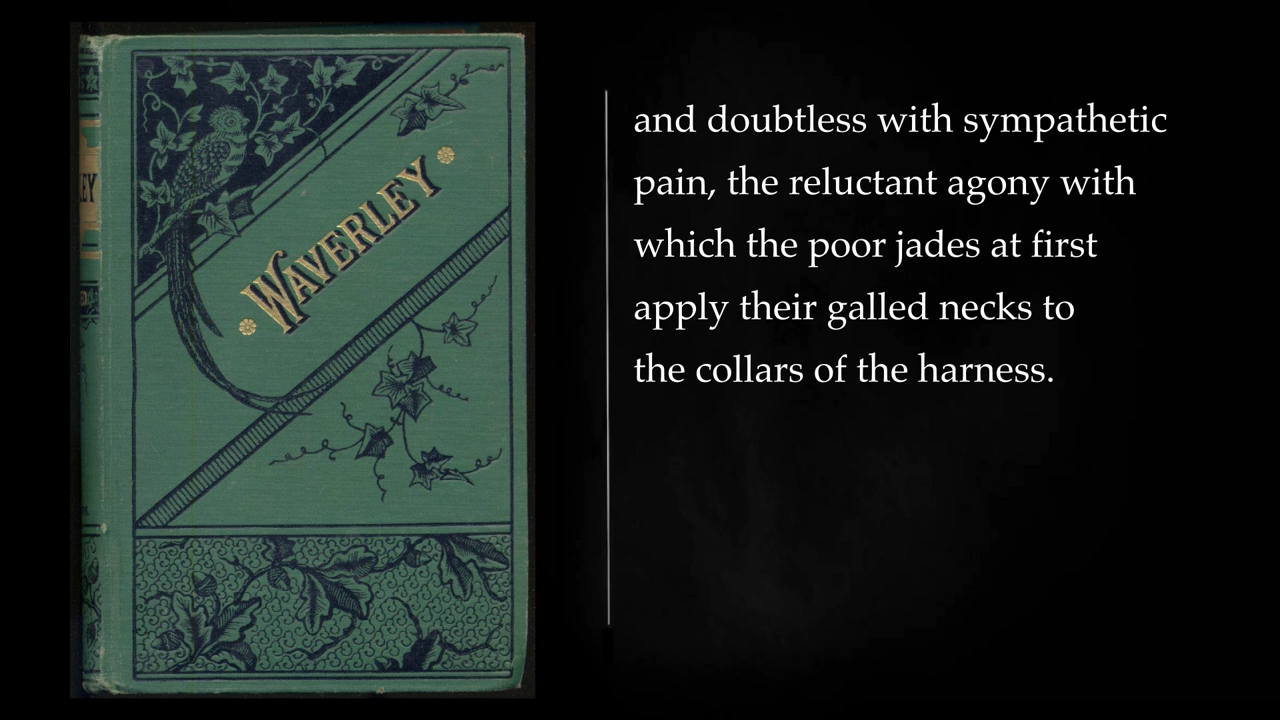 WAVERLEY
EY
and doubtless with sympathetic
pain, the reluctant agony with
which the poor jades at first
apply their galled necks to
the collars of the harness.